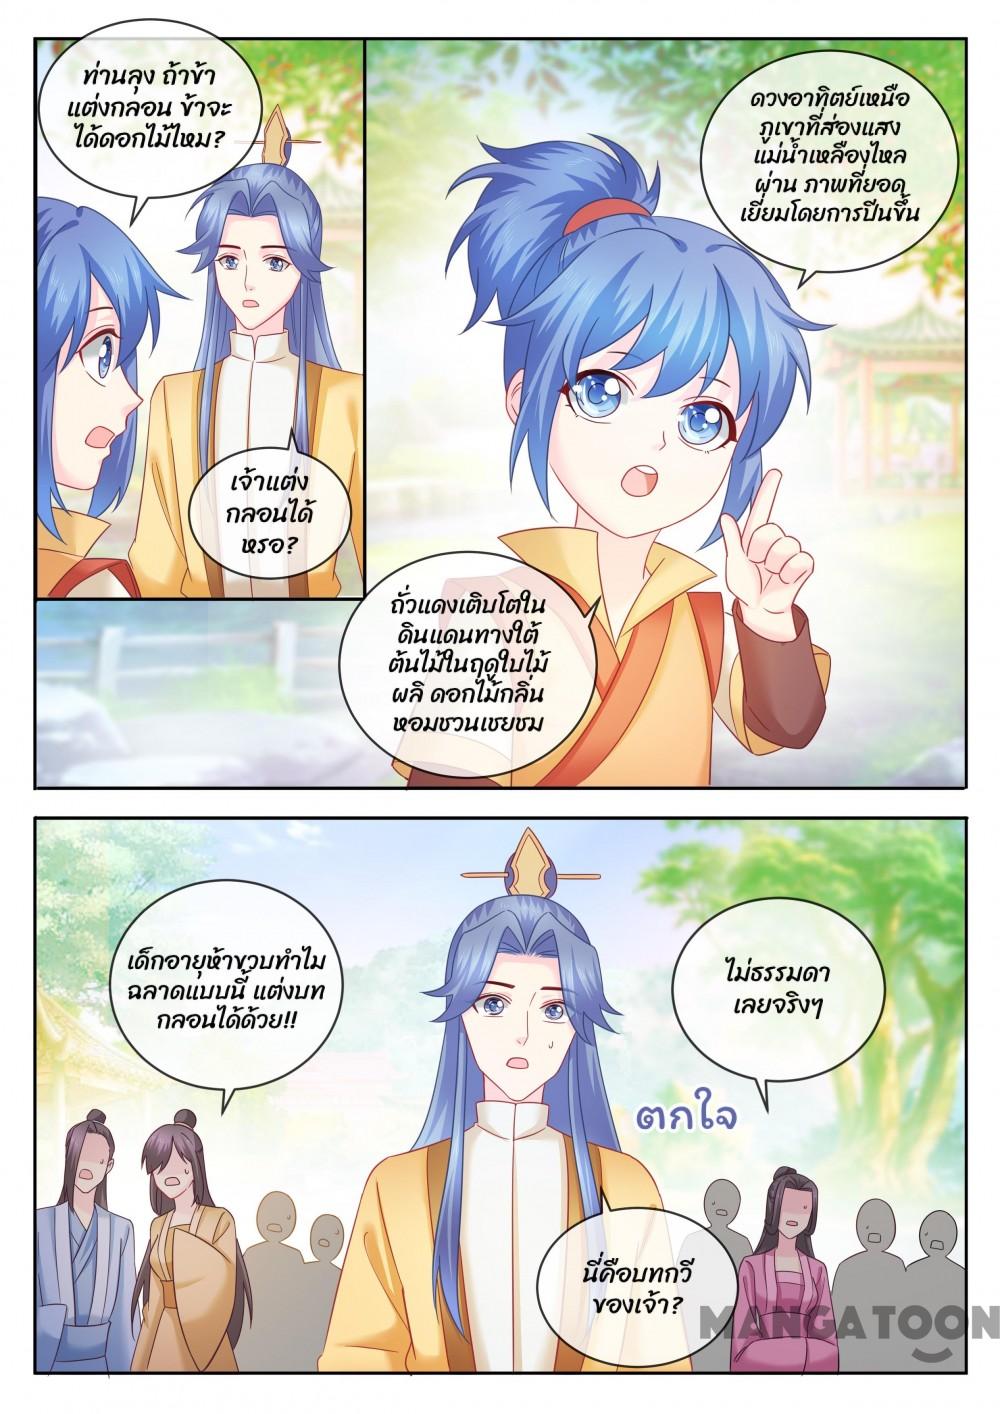 ท่านลุง ถ้าข้า
แต่งกลอน ข้าจะ
ได้ดอกไม้ไหม?
เจ้าแต่ง
กลอนได้
หรอ?
ดวงอาทิตย์เหนือ
ภูเขาที่ส่องแสง
แม่น้ำเหลืองไหล
ผ่าน ภาพที่ยอด
เยี่ยมโดยการปีนขึ้น
ถั่วแดงเติบโตใน
ดินแดนทางใต้
ต้นไม้ในฤดูใบไม้
ผลิ ดอกไม้กลิ่น
หอมชวนเชยชม
เด็กอายุห้าขวบทำไม
ฉลาดแบบนี้ แต่งบท
กลอนได้ด้วย!!
ไม่ธรรมดา
เลยจริงๆ
ตกใจ
นี่คือบทกวี
ของเจ้า?
MANGATOON